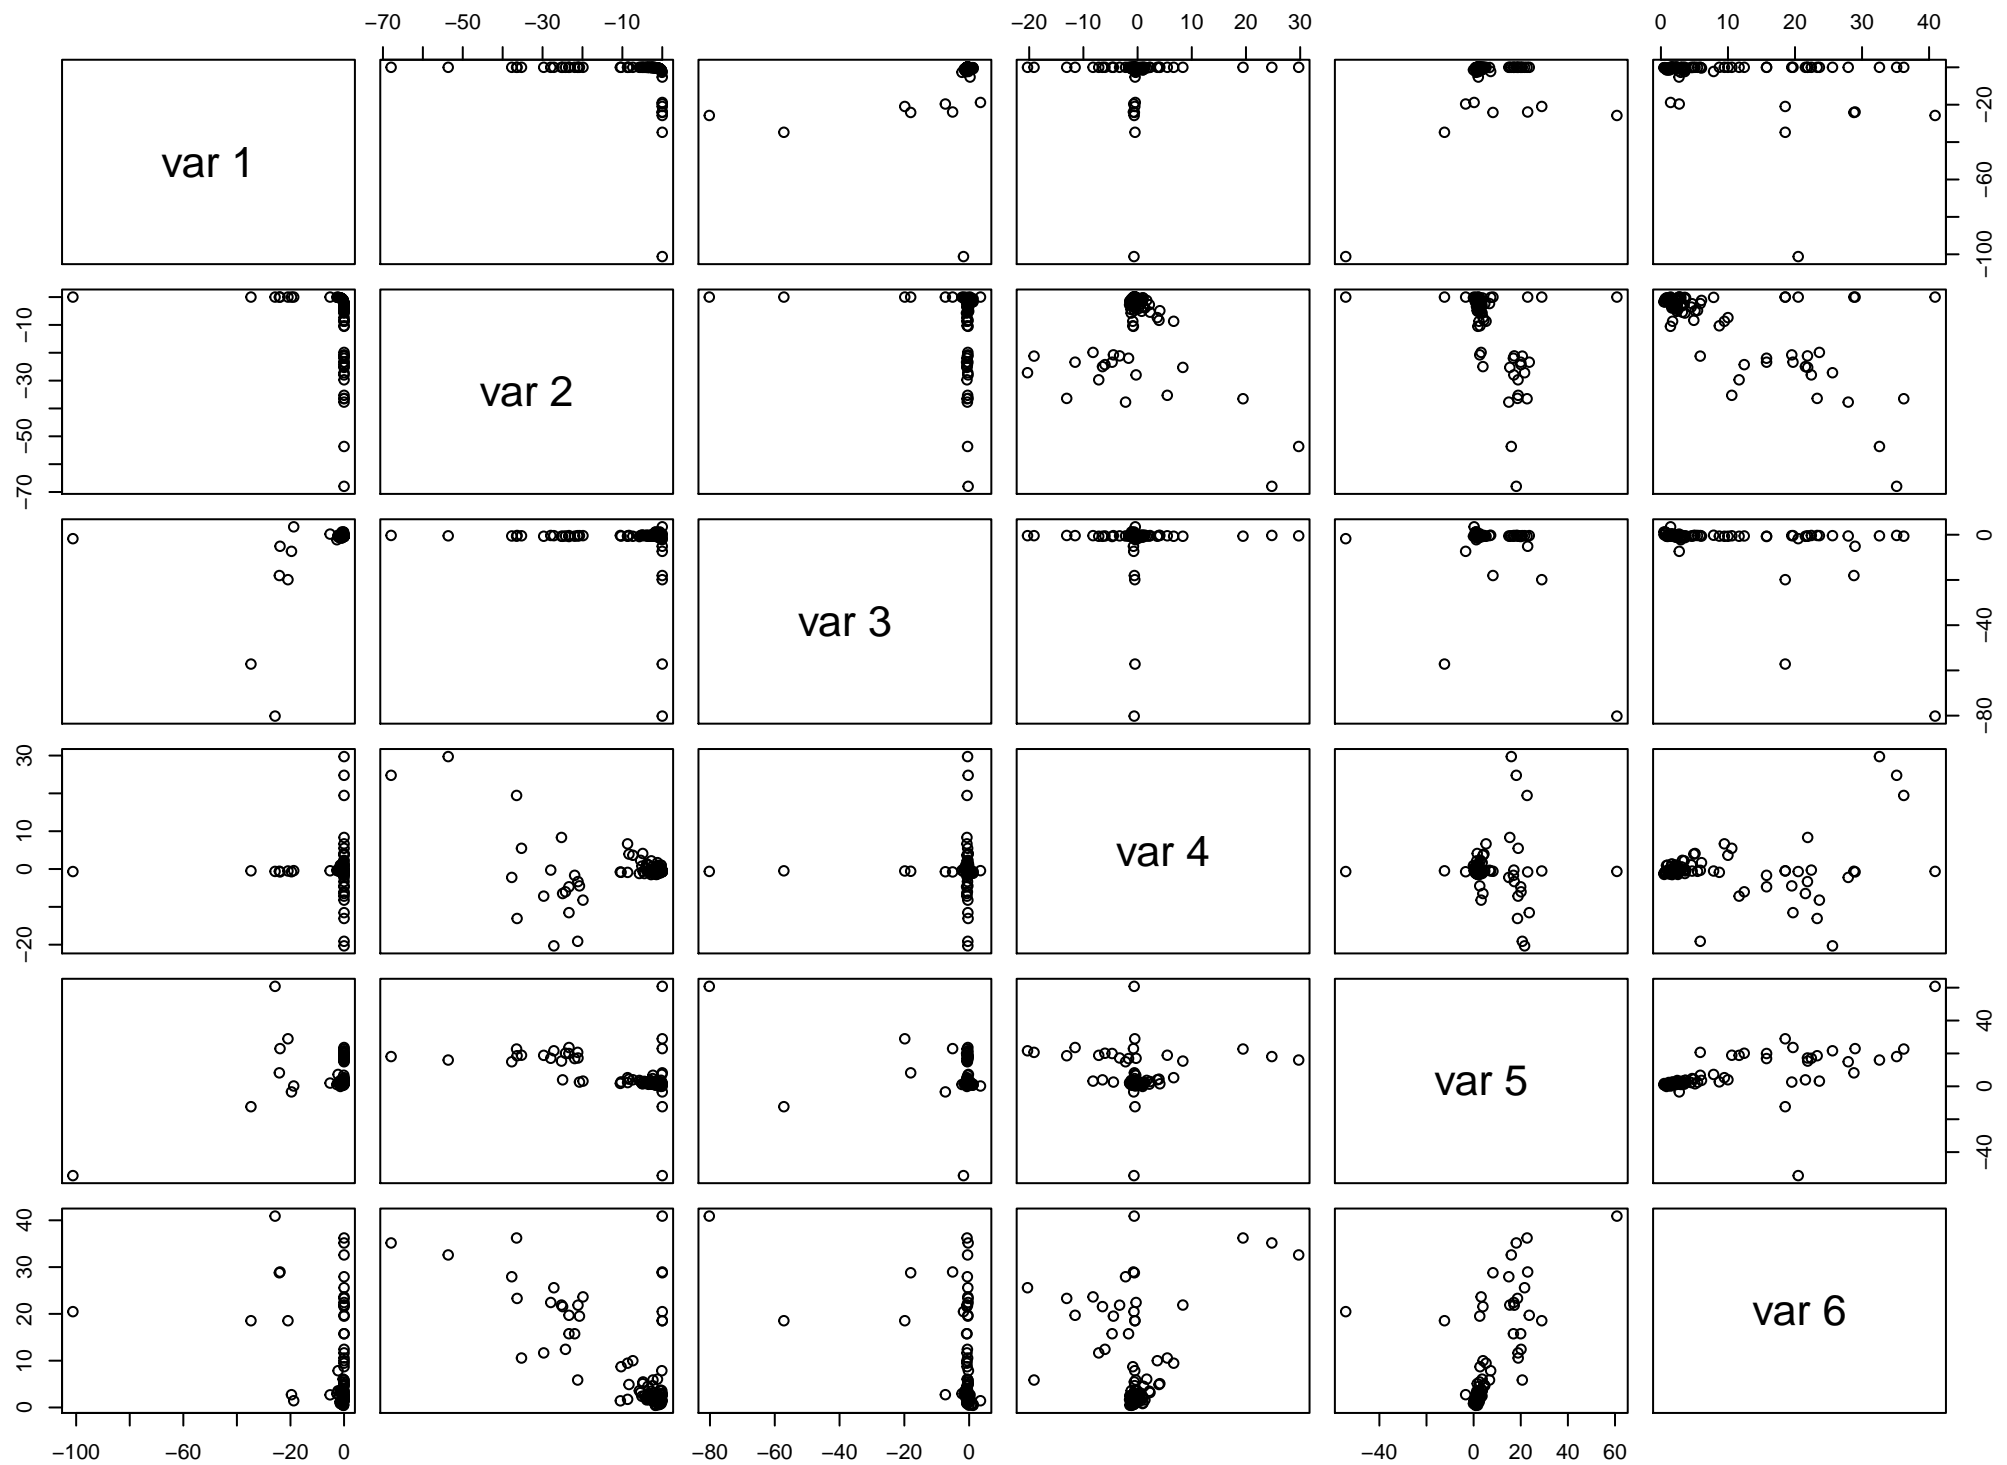 −70 −50 −30 −10 −20 −10 0 10 20 30 0 10 20 30 40
var 1 −100 −60 −20
−70 −50 −30 −10 var 2
var 3 −80 −40 0
−20 0 10 30 var 4
var 5 −40 0 40
0 10 20 30 40 var 6
−100 −60 −20 0 −80 −60 −40 −20 0 −40 0 20 40 60